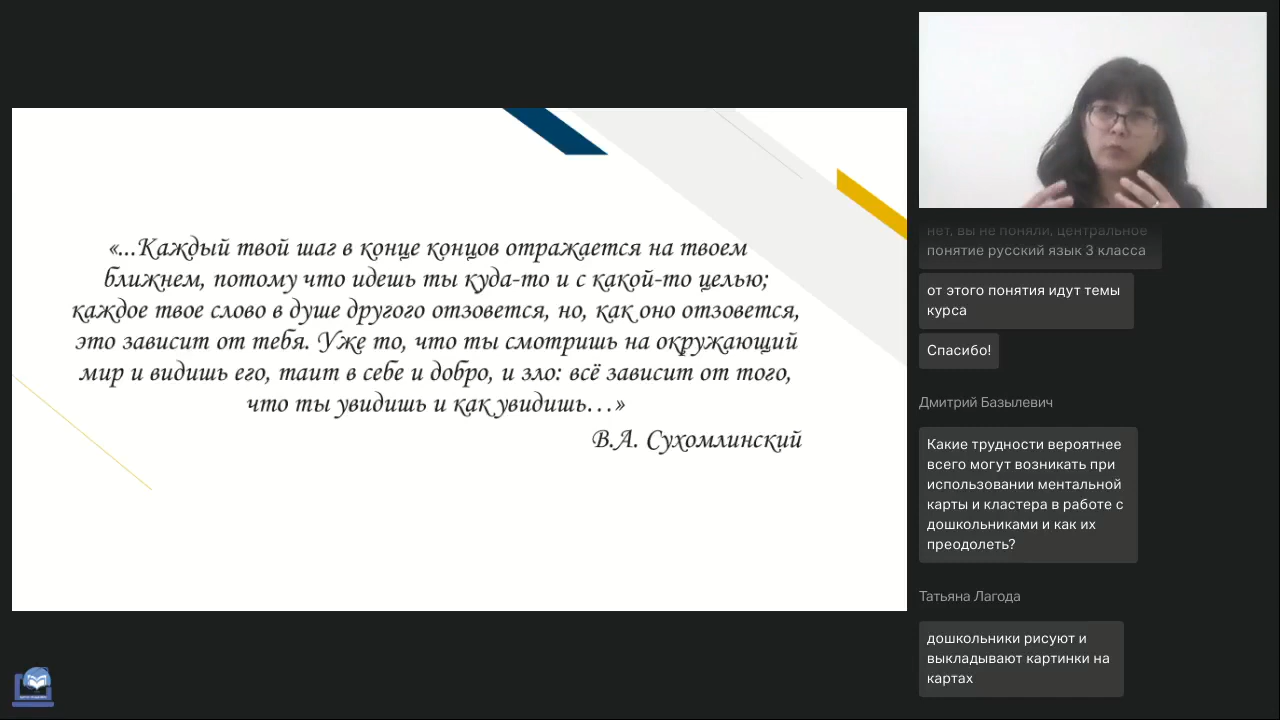 «...Каждый твой шаг в конце концов отражается на твоем
ближнем, потому что идешь ты куда-то и с какой-то целью;
каждое твое слово в душе другого отзовется, но, как оно отзовется,
это зависит от тебя. Уже то, что ты смотришь на окружающий
мир и видишь его, таит в себе и добро, и зло: всё зависит от того,
что ты увидишь и как увидишь…»
В.А. Сухомлинский
нет, вы не поняли, центральное
понятие русский язык 3 класса
от этого понятия идут темы
курса
Спасибо!
Дмитрий Базылевич
Какие трудности вероятнее
всего могут возникать при
использовании ментальной
карты и кластера в работе с
дошкольниками и как их
преодолеть?
Татьяна Лагода
дошкольники рисуют и
выкладывают картинки на
картах